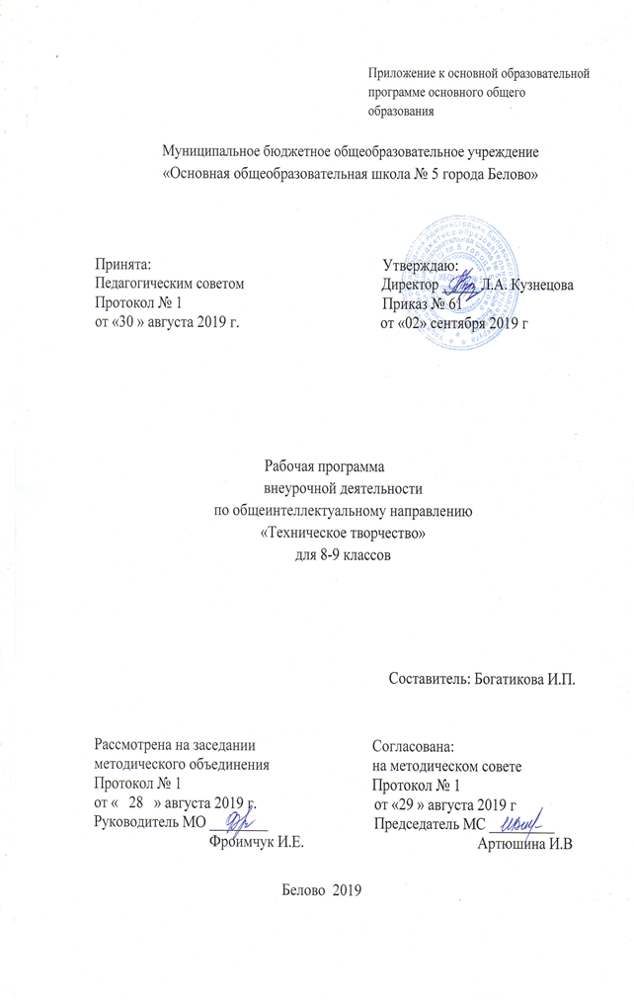 Приложение к основной образовательной
программе основного общего
образования
Муниципальное бюджетное общеобразовательное учреждение
«Основная общеобразовательная школа № 5 города Белово»
Принята:
Педагогическим советом
Протокол № 1
от «30 » августа 2019 г.
Утверждаю:
Директор Л.А. Кузнецова
Приказ № 61
от «02» сентября 2019 г
Рабочая программа
внеурочной деятельности
по общеинтеллектуальному направлению
«Техническое творчество»
для 8-9 классов
Составитель: Богатикова И.П.
Рассмотрена на заседании
методического объединения
Протокол № 1
от « 28 » августа 2019 г.
Руководитель МО ________
Фроимчук И.Е.
Согласована:
на методическом совете
Протокол № 1
от «29 » августа 2019 г
Председатель МС ________
Артюшина И.В
Белово 2019